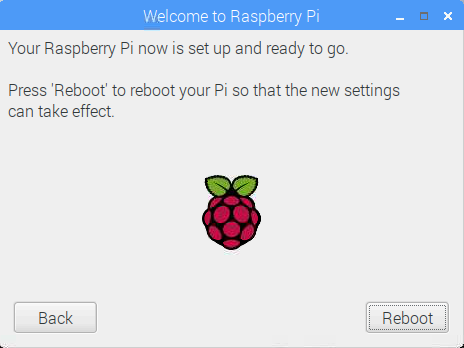 Welcome to Raspberry Pi
Your Raspberry Pi now is set up and ready to go.
Press 'Reboot' to reboot your Pi so that the new settings
can take effect.
Back
Reboot